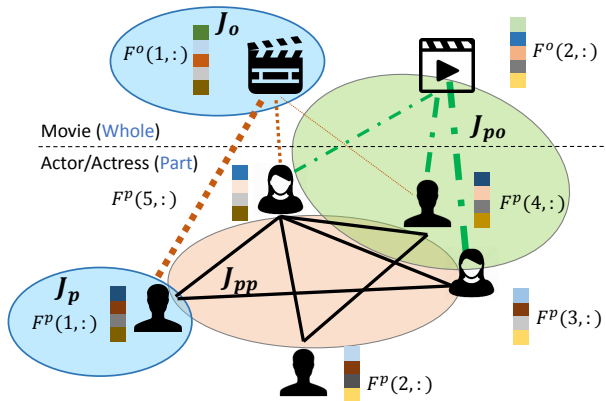 J_o
F^o(1,:)
F^o(2,:)
J_po
Movie (Whole)
Actor/Actress (Part)
F^p(5,:)
F^p(4,:)
J_pp
J_p
F^p(1,:)
F^p(3,:)
F^p(2,:)